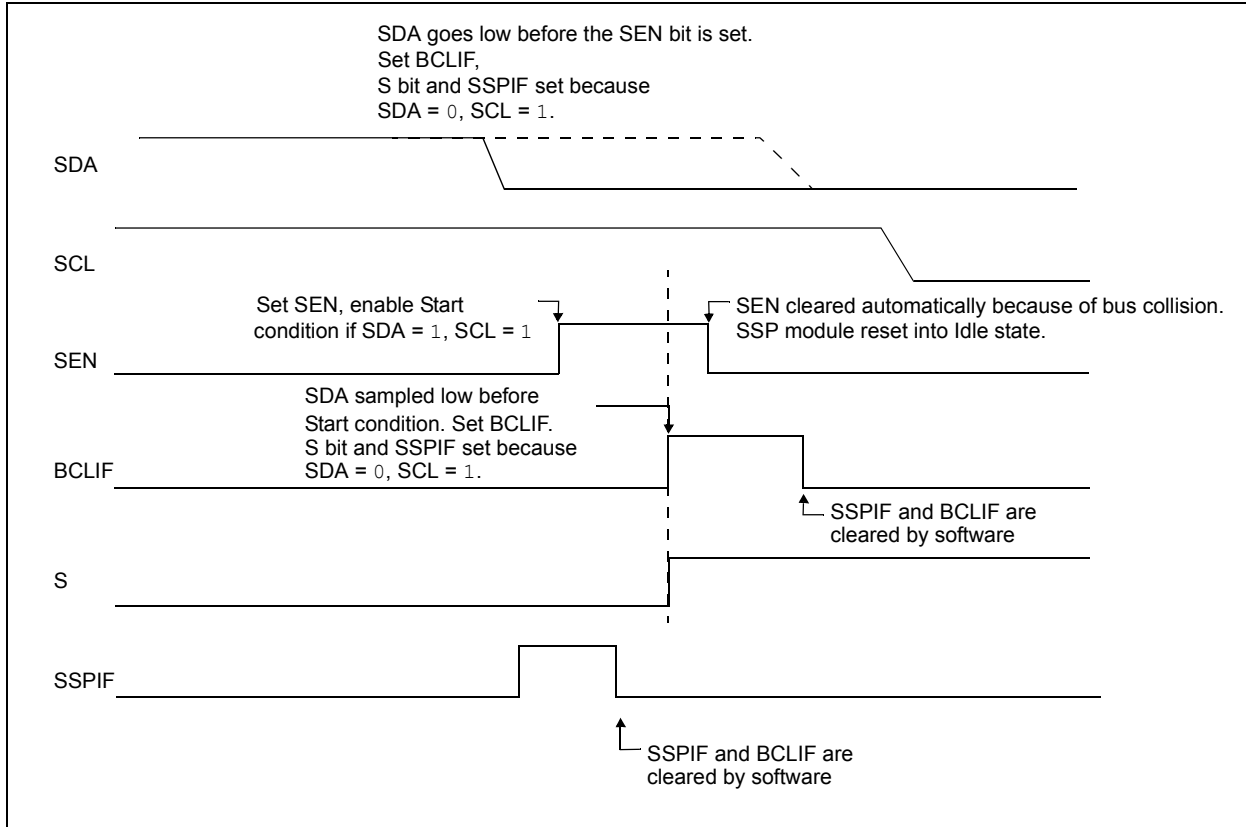 SDA goes low before the SEN bit is set.
Set BCLIF,
S bit and SSPIF set because
SDA = 0, SCL = 1.
SDA
SCL
Set SEN, enable Start
condition if SDA = 1, SCL = 1
SEN cleared automatically because of bus collision.
SSP module reset into Idle state.
SEN
SDA sampled low before
Start condition. Set BCLIF.
S bit and SSPIF set because
SDA = 0, SCL = 1.
BCLIF
SSPIF and BCLIF are
cleared by software
S
SSPIF
SSPIF and BCLIF are
cleared by software